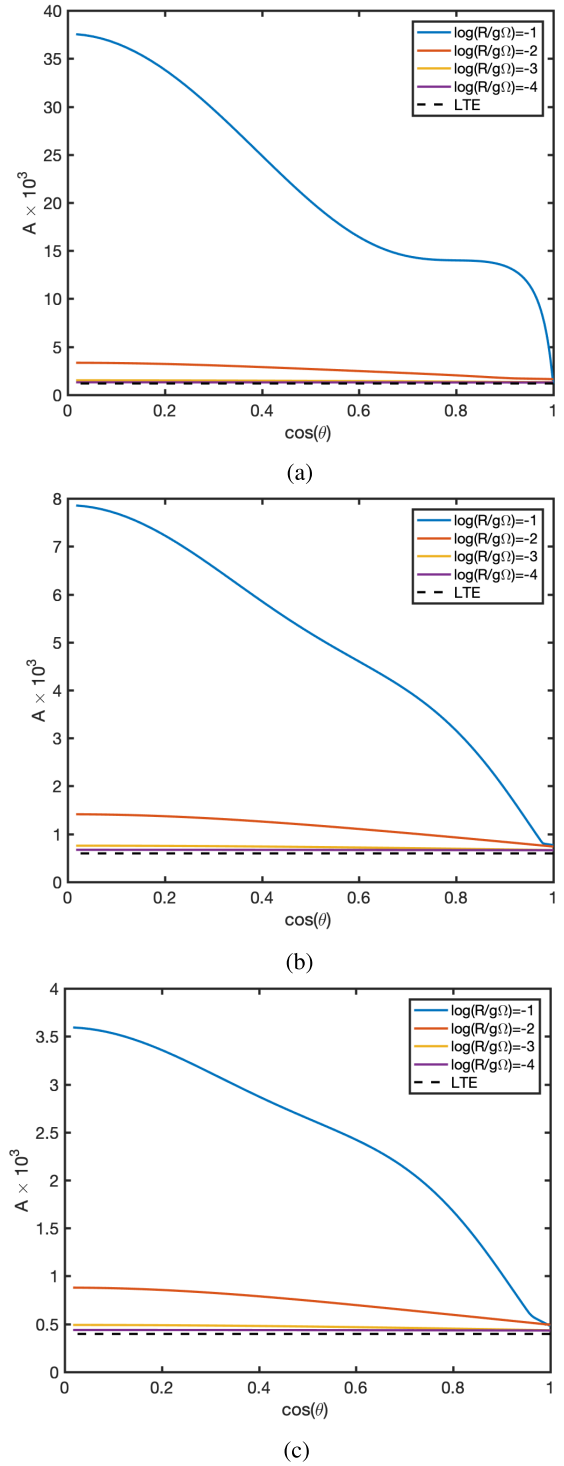 40
35
30
25
20
15
10
5
0
A × 10³
log(R/gΩ)=-1
log(R/gΩ)=-2
log(R/gΩ)=-3
log(R/gΩ)=-4
LTE
0 0.2 0.4 0.6 0.8 1
cos(θ)
(a)
8
7
6
5
4
3
2
1
0
A × 10³
log(R/gΩ)=-1
log(R/gΩ)=-2
log(R/gΩ)=-3
log(R/gΩ)=-4
LTE
0 0.2 0.4 0.6 0.8 1
cos(θ)
(b)
4
3.5
3
2.5
2
1.5
1
0.5
0
A × 10³
log(R/gΩ)=-1
log(R/gΩ)=-2
log(R/gΩ)=-3
log(R/gΩ)=-4
LTE
0 0.2 0.4 0.6 0.8 1
cos(θ)
(c)